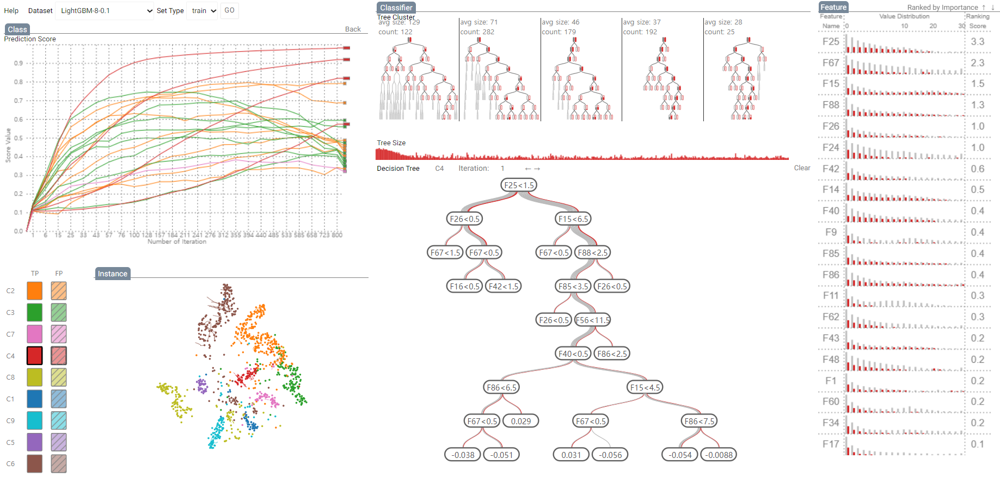 Help Dataset LightGBM-8-0.1 Set Type train GO
Class Back
Prediction Score
Score Value
0.9
0.8
0.7
0.6
0.5
0.4
0.3
0.2
0.1
0.0
1 6 15 25 33 43 57 76 100 128 157 184 211 241 276 312 355 394 440 485 533 585 658 723 800
Number of Iteration
TP FP
C2
C3
C7
C4
C8
C1
C9
C5
C6
Instance
Classifier
Tree Cluster
avg size: 129 avg size: 71 avg size: 46 avg size: 37 avg size: 28
count: 122 count: 282 count: 179 count: 192 count: 25
Tree Size
Decision Tree C4 Iteration: 1 ←→ Clear
F25<1.5
F26<0.5 F15<6.5
F67<1.5 F67<0.5 F67<0.5 F88<2.5
F16<0.5 F42<1.5 F85<3.5 F26<0.5
F26<0.5 F56<11.5
F40<0.5 F86<2.5
F86<6.5 F15<4.5
F67<0.5 0.029 F67<0.5 F86<7.5
-0.038 -0.051 0.031 -0.056 -0.054 -0.0088
Feature Ranked by Importance ↑ ↓
Feature Value Distribution Ranking
Name 0 10 20 30 Score
F25 3.3
F67 2.3
F15 1.5
F88 1.3
F26 1.0
F24 1.0
F42 0.6
F14 0.5
F40 0.4
F9 0.4
F85 0.4
F86 0.4
F11 0.3
F62 0.3
F43 0.2
F48 0.2
F1 0.2
F60 0.2
F34 0.2
F17 0.1